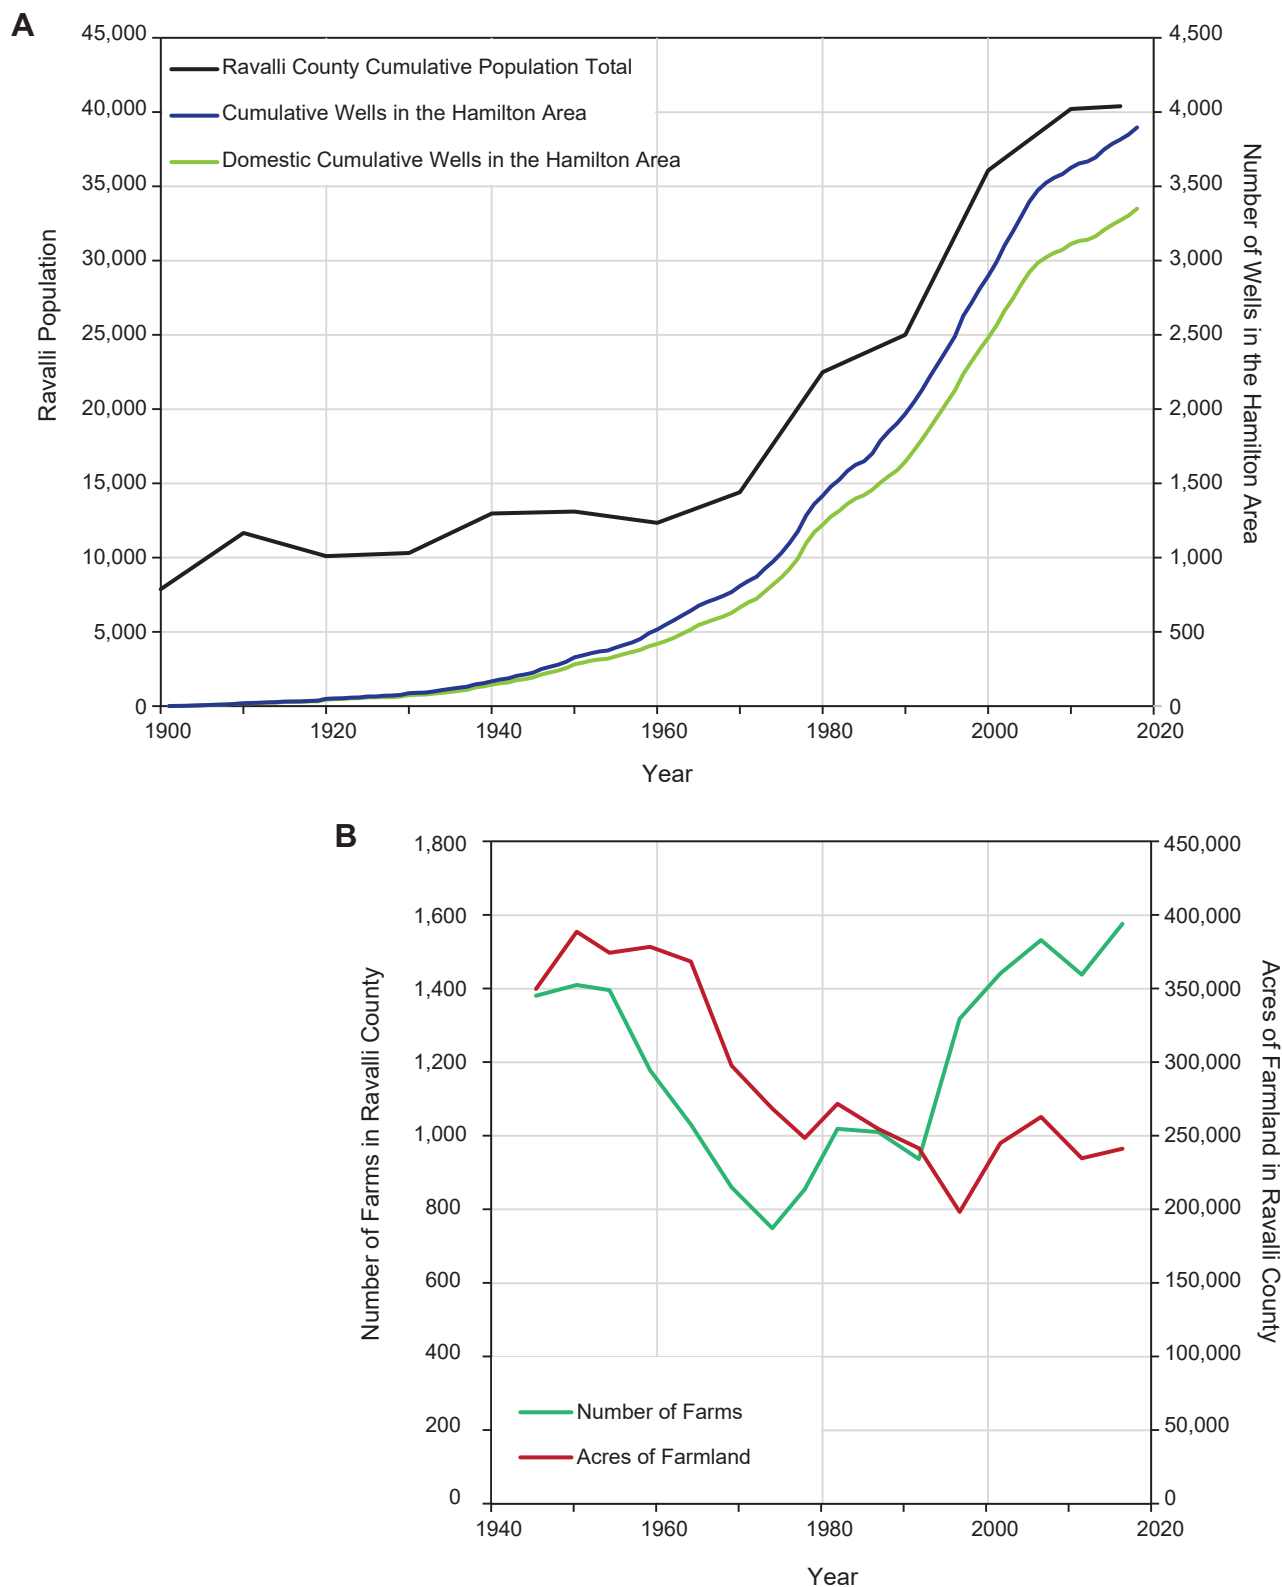 A
45,000
40,000
35,000
30,000
25,000
20,000
15,000
10,000
5,000
0
Ravalli Population
Ravalli County Cumulative Population Total
Cumulative Wells in the Hamilton Area
Domestic Cumulative Wells in the Hamilton Area
4,500
4,000
3,500
3,000
2,500
2,000
1,500
1,000
500
0
Number of Wells in the Hamilton Area
1900 1920 1940 1960 1980 2000 2020
Year
B
1,800
1,600
1,400
1,200
1,000
800
600
400
200
0
Number of Farms in Ravalli County
Number of Farms
Acres of Farmland
450,000
400,000
350,000
300,000
250,000
200,000
150,000
100,000
50,000
0
Acres of Farmland in Ravalli County
1940 1960 1980 2000 2020
Year